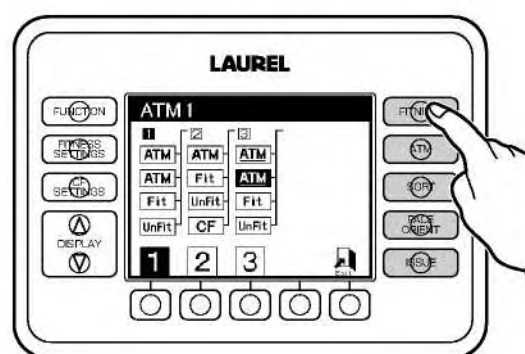 LAUREL
FUNCTION
FITNESS
SETTINGS
CF
SETTINGS
DISPLAY
ATM 1
1 2 3
ATM ATM ATM
ATM Fit ATM
Fit UnFit Fit
UnFit CF UnFit
1 2 3
Exit
FITN
ATM
SORT
FACE
ORIENT
ISSUE